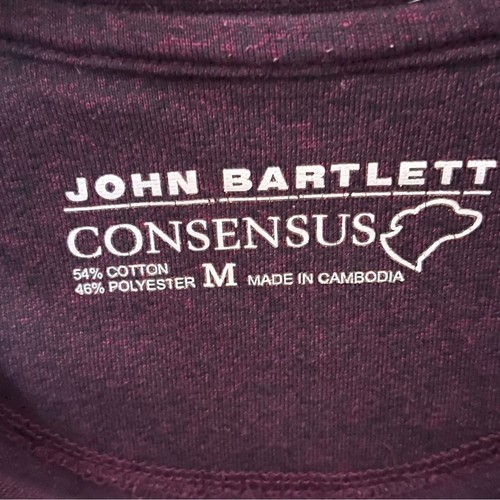 JOHN BARTLETT
CONSENSUS
54% COTTON
46% POLYESTER M MADE IN CAMBODIA